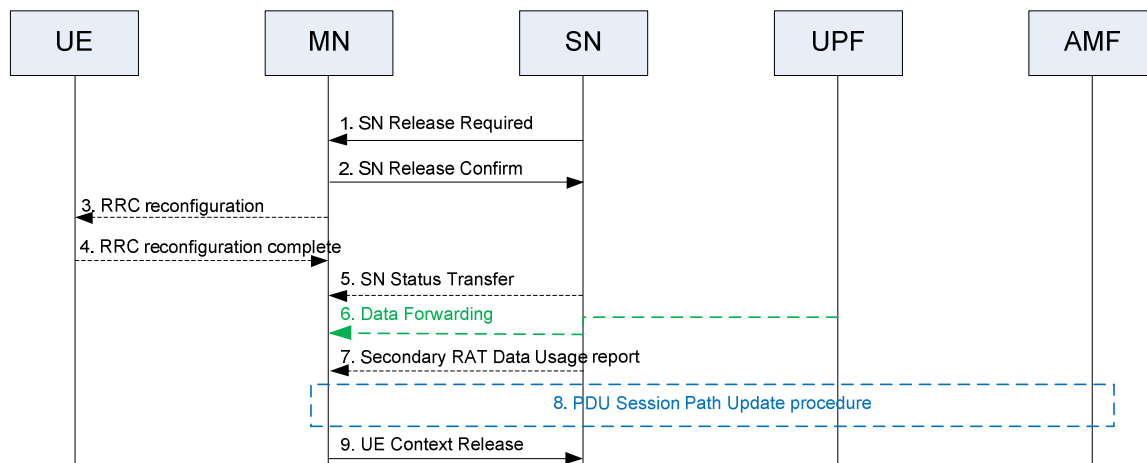 UE
MN
SN
UPF
AMF
1. SN Release Required
2. SN Release Confirm
3. RRC reconfiguration
4. RRC reconfiguration complete
5. SN Status Transfer
6. Data Forwarding
7. Secondary RAT Data Usage report
8. PDU Session Path Update procedure
9. UE Context Release